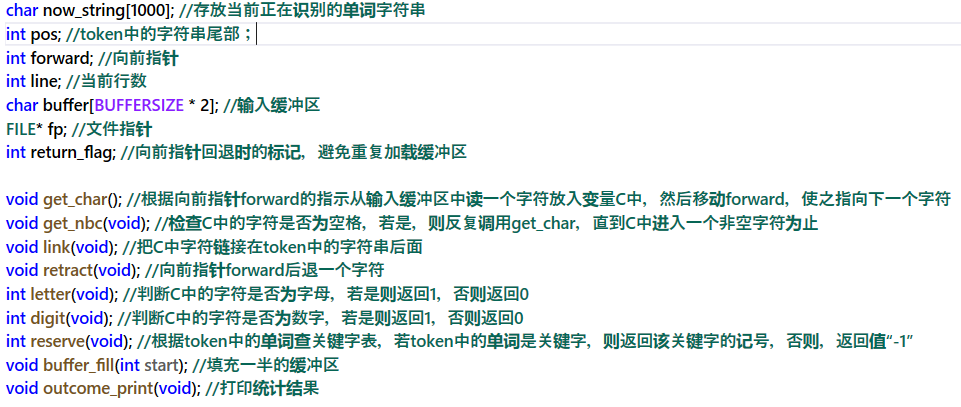 char now_string[1000]; //存放当前正在识别的单词字符串
int pos; //token中的字符串尾部；
int forward; //向前指针
int line; //当前行数
char buffer[BUFFERSIZE * 2]; //输入缓冲区
FILE* fp; //文件指针
int return_flag; //向前指针回退时的标记，避免重复加载缓冲区
void get_char(); //根据向前指针forward的指示从输入缓冲区中读一个字符放入变量C中，然后移动forward，使之指向下一个字符
void get_nbc(void); //检查C中的字符是否为空格，若是，则反复调用get_char，直到C中进入一个非空字符为止
void link(void); //把C中字符链接在token中的字符串后面
void retract(void); //向前指针forward后退一个字符
int letter(void); //判断C中的字符是否为字母，若是则返回1，否则返回0
int digit(void); //判断C中的字符是否为数字，若是则返回1，否则返回0
int reserve(void); //根据token中的单词查关键字表，若token中的单词是关键字，则返回该关键字的记号，否则，返回值“-1”
void buffer_fill(int start); //填充一半的缓冲区
void outcome_print(void); //打印统计结果